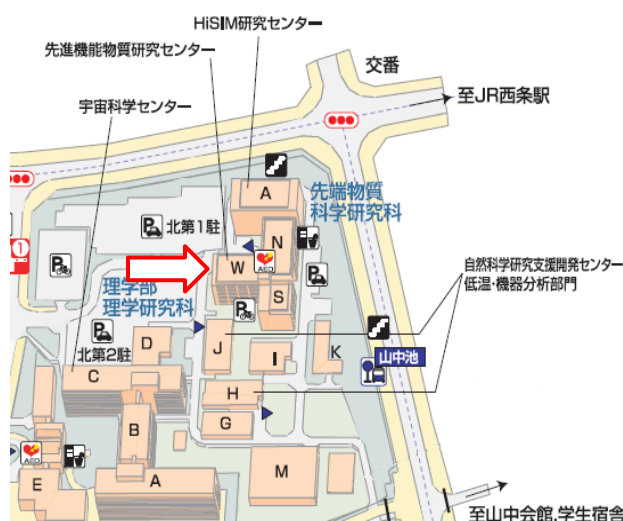 HiSIM研究センター
先進機能物質研究センター
交番
至JR西条駅
宇宙科学センター
A
先端物質
科学研究科
P
北第1駐
N
1
P
W
AED
P
自然科学研究支援開発センター
低温・機器分析部門
理学部
理学研究科
S
P
P
北第2駐
D
J
I
K
山中池
C
H
G
B
AED
E
A
M
至山中会館,学生宿舎